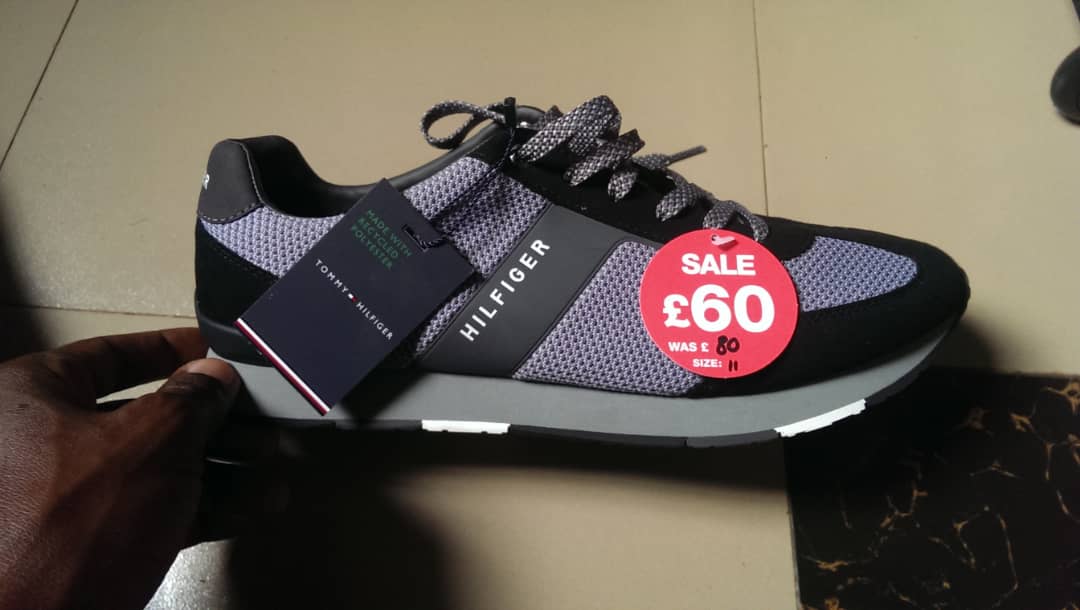 R
MADE WITH
RECYCLED
POLYESTER
TOMMY HILFIGER
HILFIGER
SALE
£60
WAS £ 80
SIZE: 11